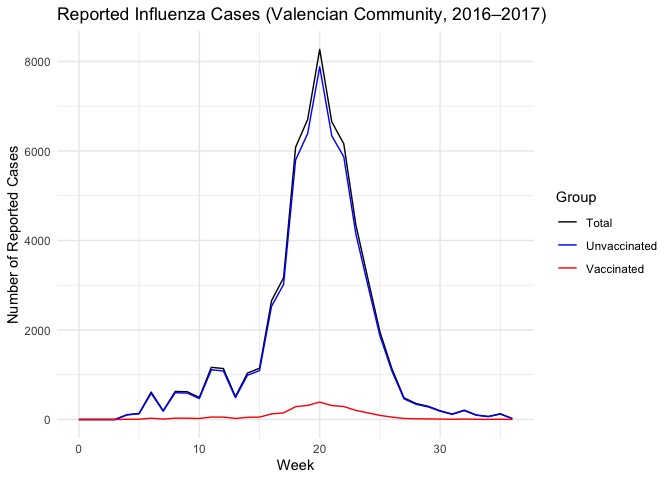 Reported Influenza Cases (Valencian Community, 2016–2017)
Number of Reported Cases
8000
6000
4000
2000
0
0
10
20
30
Week
Group
Total
Unvaccinated
Vaccinated